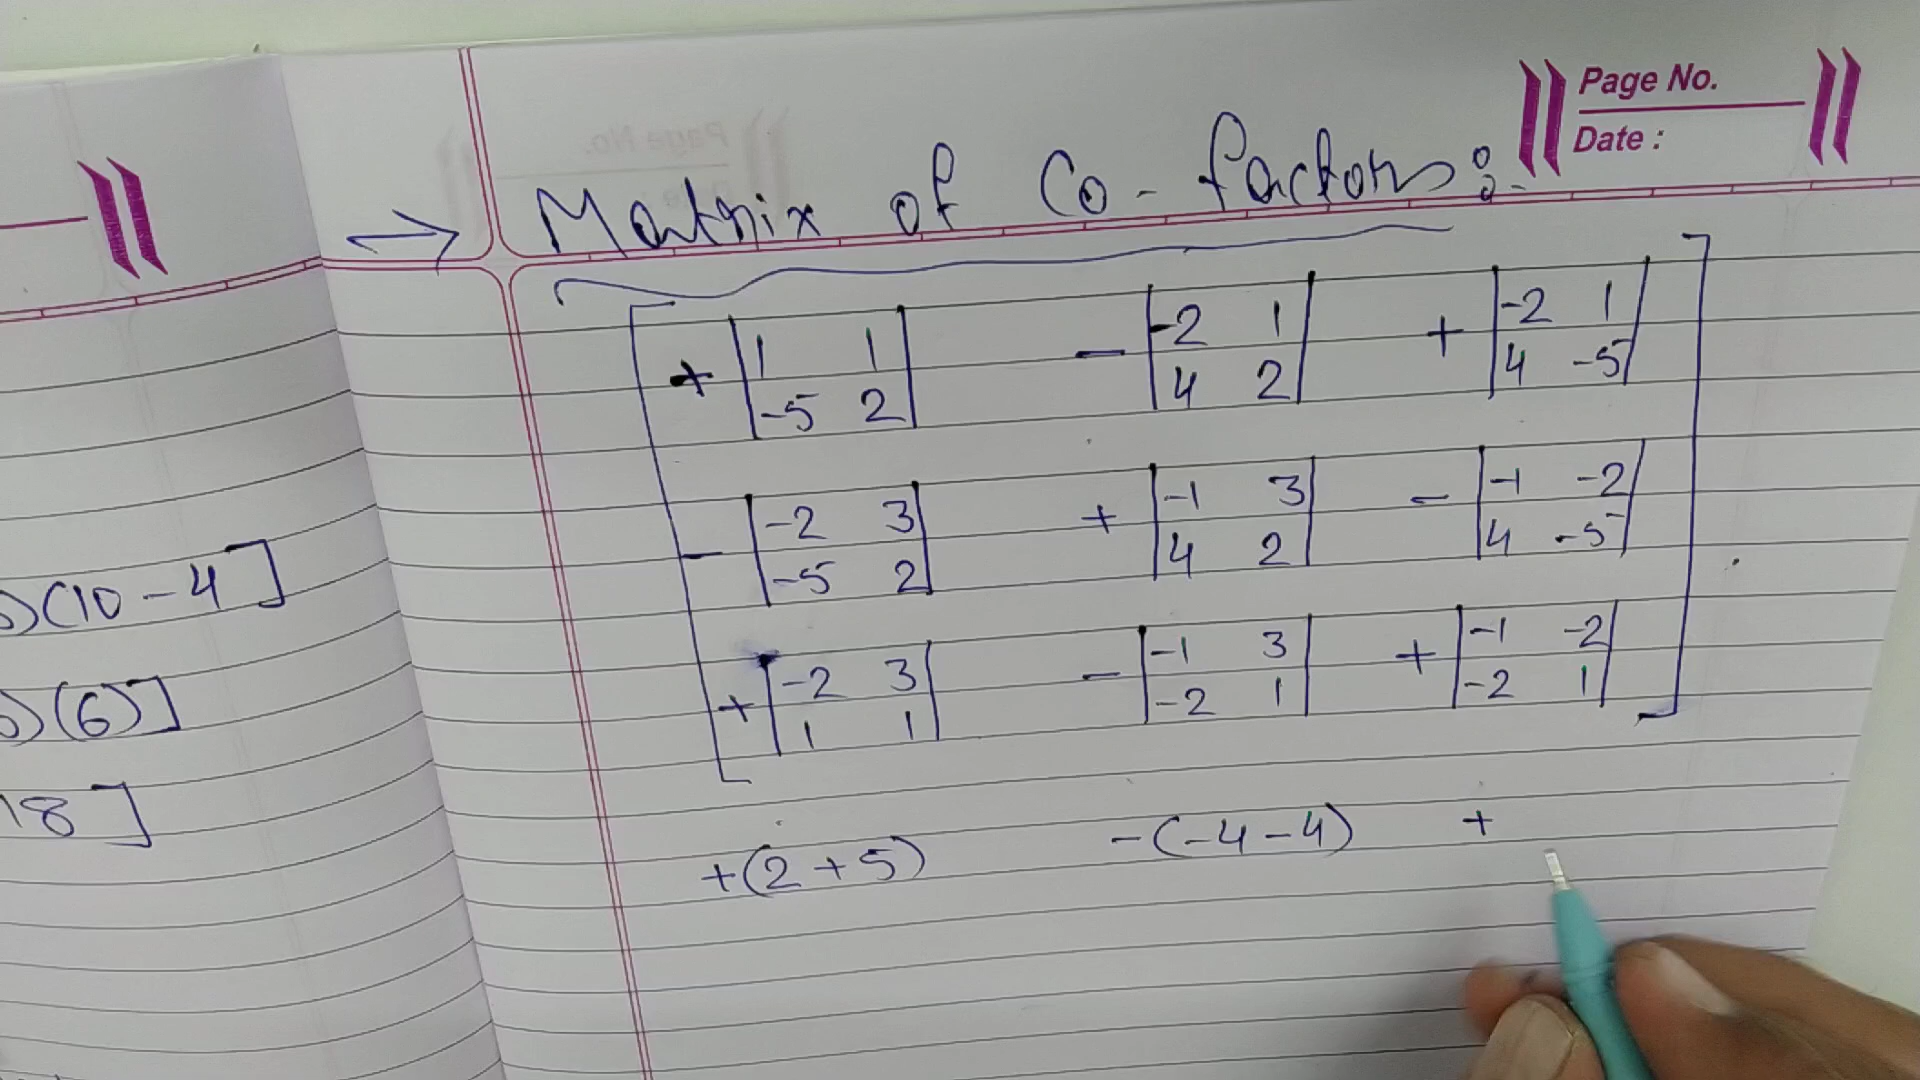 Page No.
Date :
→ Matrix of Co-factors:-
+ |1 1| - |-2 1| + |-2 1|
|-5 2| |4 2| |4 -5|
- |-2 3| + |-1 3| - |-1 -2|
|-5 2| |4 2| |4 -5|
+ |-2 3| - |-1 3| + |-1 -2|
|1 1| |-2 1| |-2 1|
+(2+5) -(-4-4) +
)(10-4]
)(6)]
18]